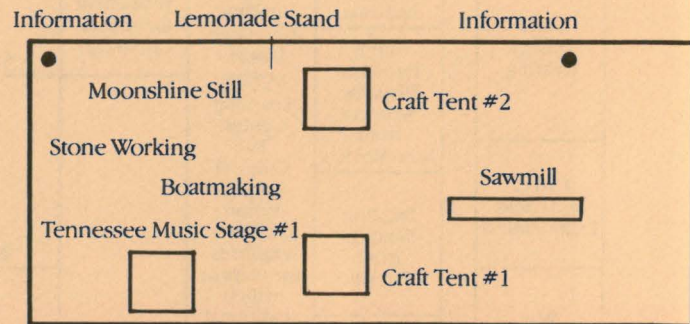 Information Lemonade Stand Information
Moonshine Still
Craft Tent #2
Stone Working
Boatmaking
Sawmill
Tennessee Music Stage #1
Craft Tent #1